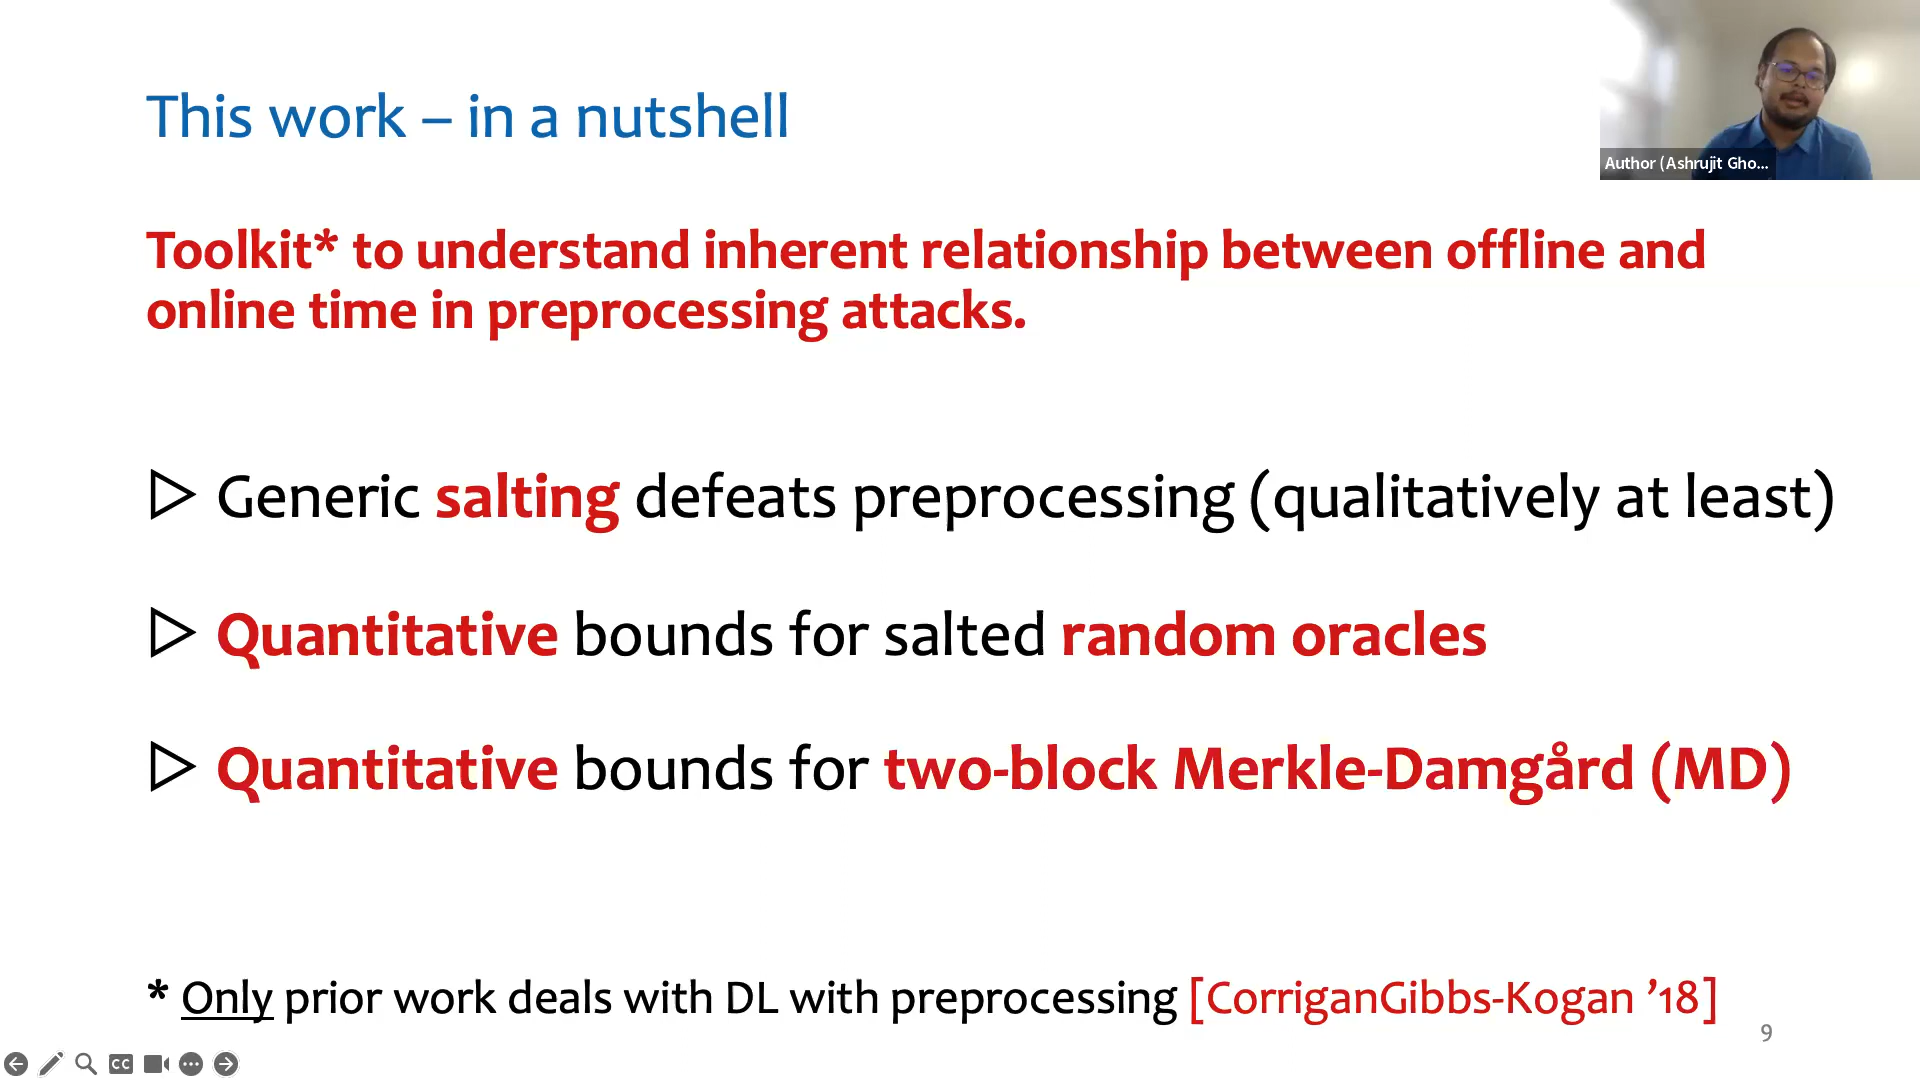 This work – in a nutshell
Author (Ashrujit Gho...
Toolkit* to understand inherent relationship between offline and
online time in preprocessing attacks.
Generic salting defeats preprocessing (qualitatively at least)
Quantitative bounds for salted random oracles
Quantitative bounds for two-block Merkle-Damgård (MD)
* Only prior work deals with DL with preprocessing [CorriganGibbs-Kogan ’18]
9
CC